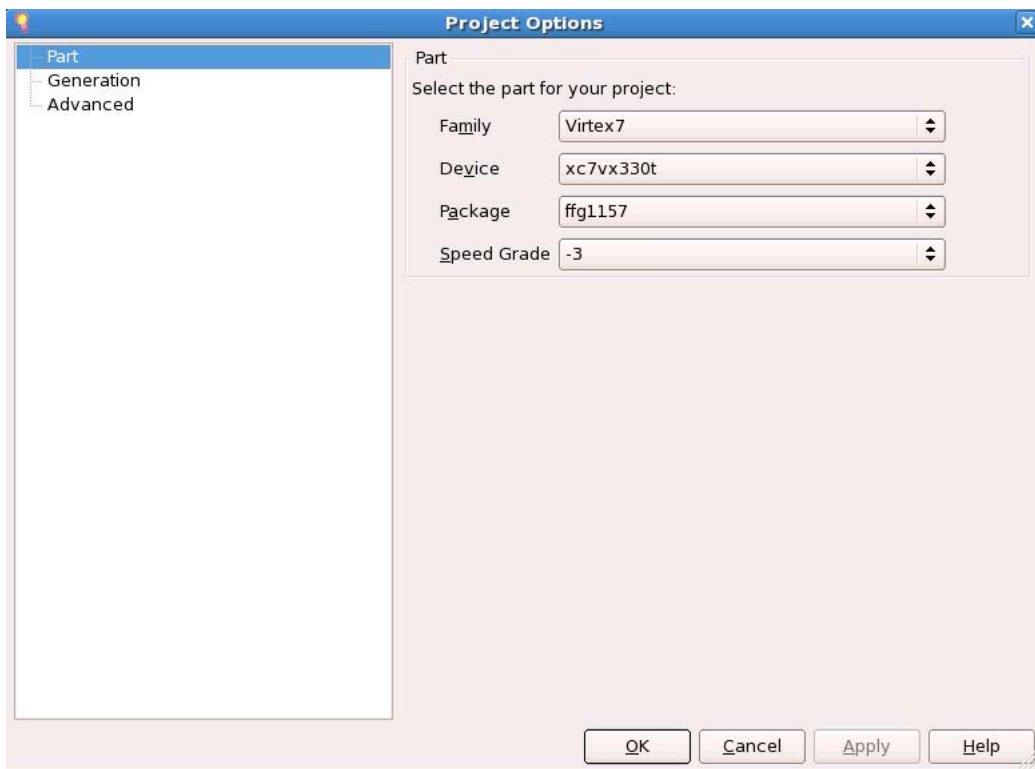 Project Options
Part
Generation
Advanced
Part
Select the part for your project:
Family Virtex7
Device xc7vx330t
Package ffg1157
Speed Grade -3
OK Cancel Apply Help